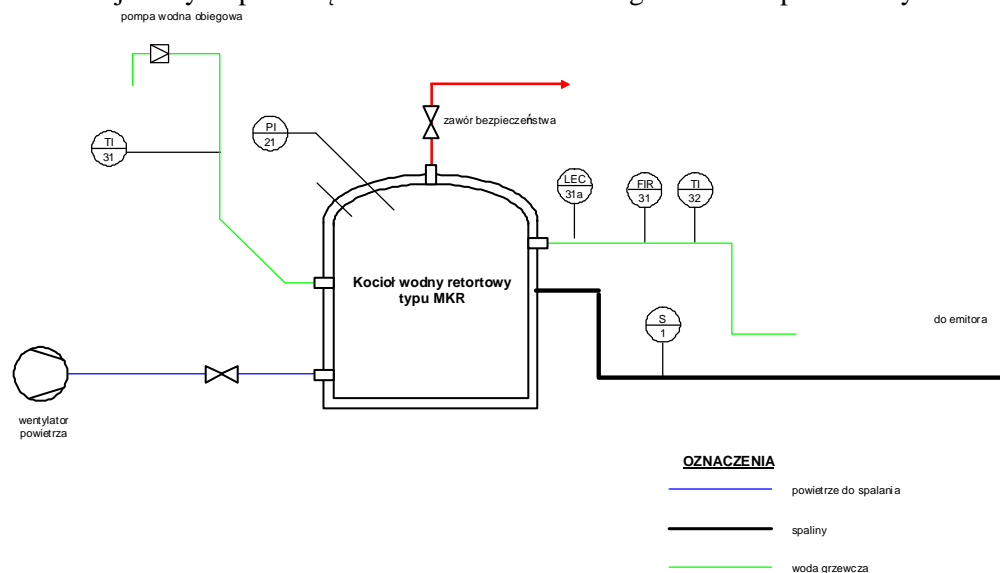 pompa wodna obiegowa
TI
31
PI
21
zawór bezpieczeństwa
LEC
31a
FIR
31
TI
32
Kocioł wodny retortowy
typu MKR
S
1
do emitora
wentylator
powietrza
OZNACZENIA
powietrze do spalania
spaliny
woda grzewcza